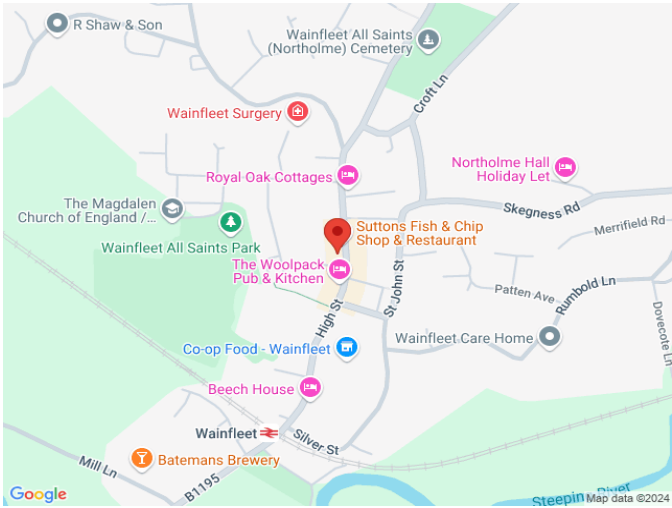 R Shaw & Son
Wainfleet All Saints
(Northolme) Cemetery
Croft Ln
Wainfleet Surgery
Royal Oak Cottages
Northolme Hall
Holiday Let
The Magdalen
Church of England /...
Skegness Rd
Merrifield Rd
Wainfleet All Saints Park
Suttons Fish & Chip
Shop & Restaurant
The Woolpack
Pub & Kitchen
St John St
Patten Ave
Rumbold Ln
Dovecote Ln
High St
Co-op Food - Wainfleet
Wainfleet Care Home
Beech House
Wainfleet
Silver St
Mill Ln
Batemans Brewery
B1195
Steeping River
Google
Map data ©2024